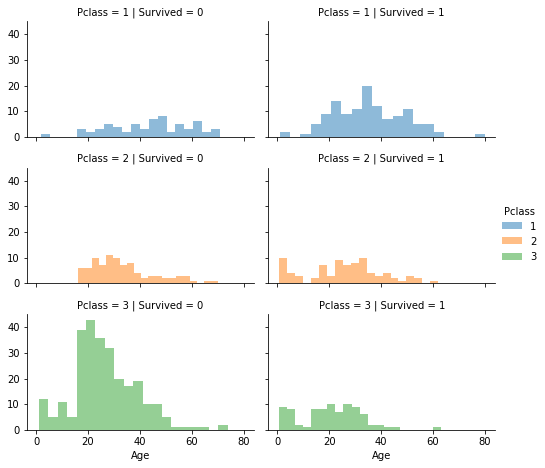 Pclass = 1 | Survived = 0
Pclass = 1 | Survived = 1
40
30
20
10
0
Pclass = 2 | Survived = 0
Pclass = 2 | Survived = 1
40
30
20
10
0
Pclass
1
2
3
Pclass = 3 | Survived = 0
Pclass = 3 | Survived = 1
40
30
20
10
0
0 20 40 60 80
0 20 40 60 80
Age
Age